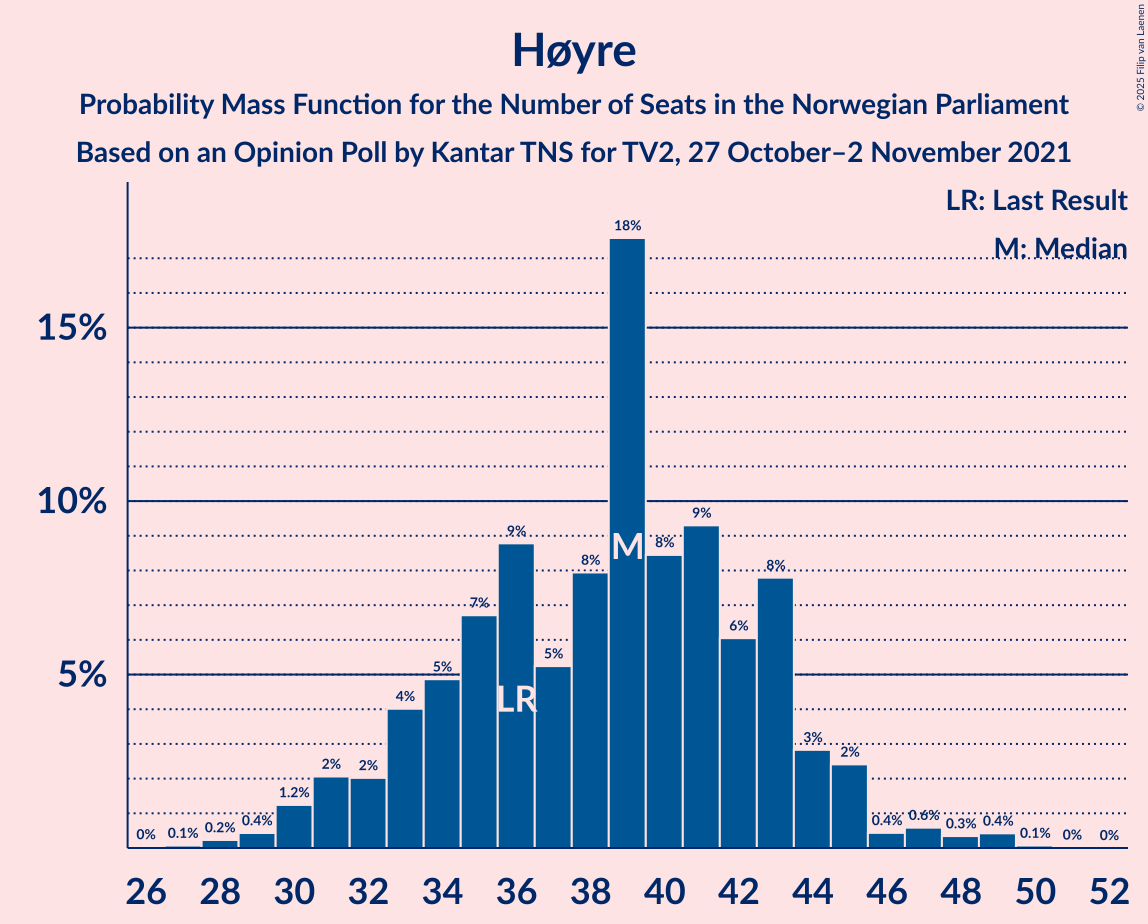 Høyre
Probability Mass Function for the Number of Seats in the Norwegian Parliament
Based on an Opinion Poll by Kantar TNS for TV2, 27 October–2 November 2021
© 2025 Filip van Laenen
LR: Last Result
M: Median
15%
10%
5%
0% 0.1% 0.2% 0.4% 1.2% 2% 2% 4% 5% 7% 9% 5% 8% 18% 8% 9% 6% 8% 3% 2% 0.4% 0.6% 0.3% 0.4% 0.1% 0% 0%
M
LR
26 28 30 32 34 36 38 40 42 44 46 48 50 52